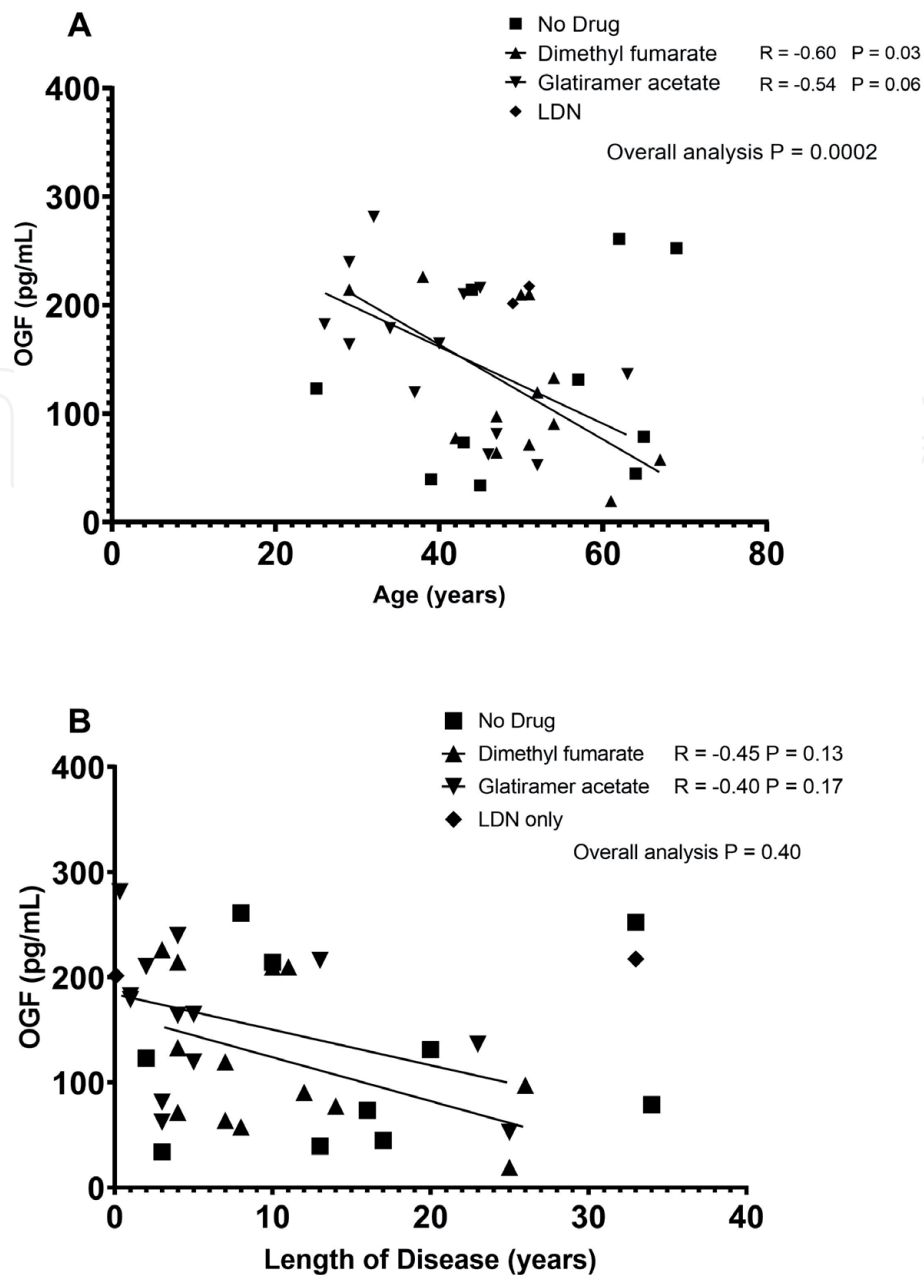 A
No Drug
Dimethyl fumarate R = -0.60 P = 0.03
Glatiramer acetate R = -0.54 P = 0.06
LDN
Overall analysis P = 0.0002
400
300
200
100
0
OGF (pg/mL)
0 20 40 60 80
Age (years)
B
No Drug
Dimethyl fumarate R = -0.45 P = 0.13
Glatiramer acetate R = -0.40 P = 0.17
LDN only
Overall analysis P = 0.40
400
300
200
100
0
OGF (pg/mL)
0 10 20 30 40
Length of Disease (years)